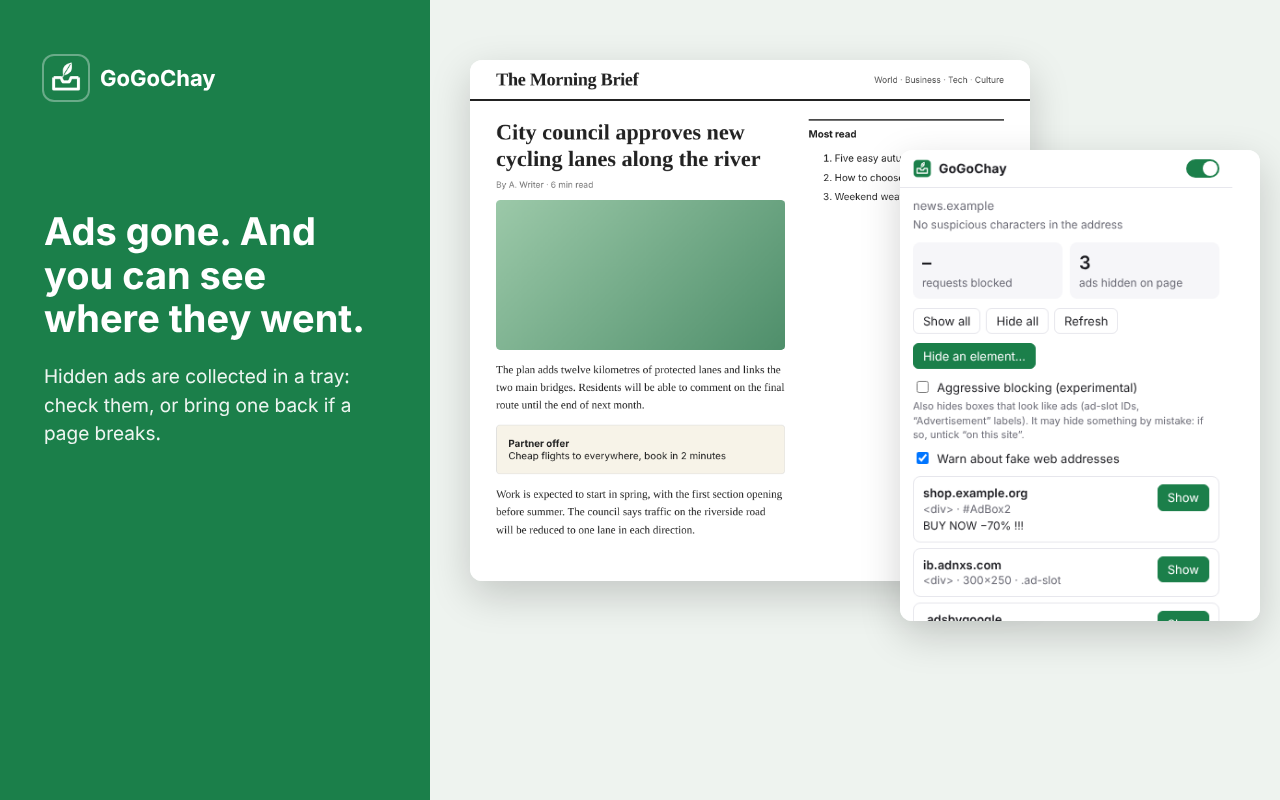 GoGoChay
Ads gone. And
you can see
where they went.
Hidden ads are collected in a tray:
check them, or bring one back if a
page breaks.
The Morning Brief
World · Business · Tech · Culture
City council approves new
cycling lanes along the river
By A. Writer · 6 min read
The plan adds twelve kilometres of protected lanes and links the
two main bridges. Residents will be able to comment on the final
route until the end of next month.
Partner offer
Cheap flights to everywhere, book in 2 minutes
Work is expected to start in spring, with the first section opening
before summer. The council says traffic on the riverside road
will be reduced to one lane in each direction.
Most read
1. Five easy
2. How to
3. Weekend
GoGoChay
news.example
No suspicious characters in the address
–
requests blocked
3
ads hidden on page
Show all
Hide all
Refresh
Hide an element...
Aggressive blocking (experimental)
Also hides boxes that look like ads (ad-slot IDs,
“Advertisement” labels). It may hide something by mistake: if
so, untick “on this site”.
Warn about fake web addresses
shop.example.org
<div> · #AdBox2
BUY NOW −70% !!!
Show
ib.adnxs.com
<div> · 300×250 · .ad-slot
Show